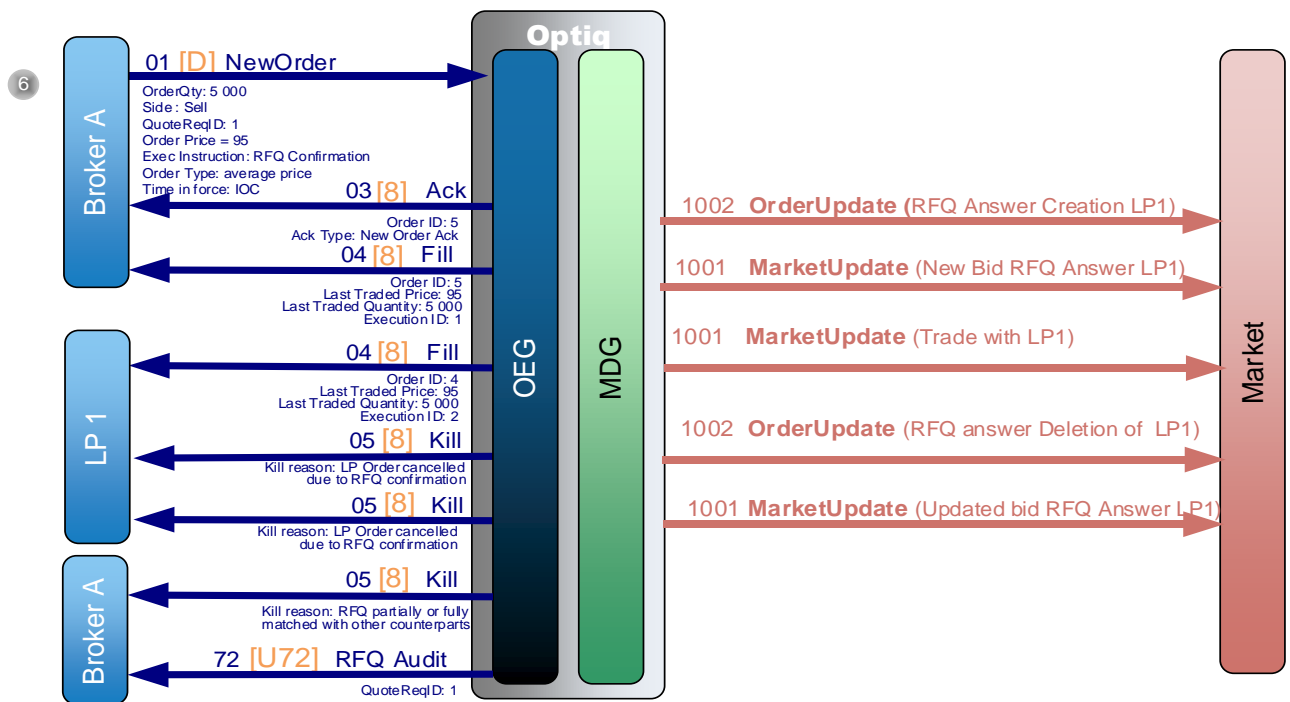 Optiq
6
Broker A
01 [D] NewOrder
OrderQty: 5 000
Side : Sell
QuoteReqID: 1
Order Price = 95
Exec Instruction: RFQ Confirmation
Order Type: average price
Time in force: IOC
03 [8] Ack
Order ID: 5
Ack Type: New Order Ack
04 [8] Fill
Order ID: 5
Last Traded Price: 95
Last Traded Quantity: 5 000
Execution ID: 1
LP 1
04 [8] Fill
Order ID: 4
Last Traded Price: 95
Last Traded Quantity: 5 000
Execution ID: 2
05 [8] Kill
Kill reason: LP Order cancelled
due to RFQ confirmation
05 [8] Kill
Kill reason: LP Order cancelled
due to RFQ confirmation
Broker A
05 [8] Kill
Kill reason: RFQ partially or fully
matched with other counterparts
72 [U72] RFQ Audit
QuoteReqID: 1
OEG
MDG
1002 OrderUpdate (RFQ Answer Creation LP1)
1001 MarketUpdate (New Bid RFQ Answer LP1)
1001 MarketUpdate (Trade with LP1)
1002 OrderUpdate (RFQ answer Deletion of LP1)
1001 MarketUpdate (Updated bid RFQ Answer LP1)
Market